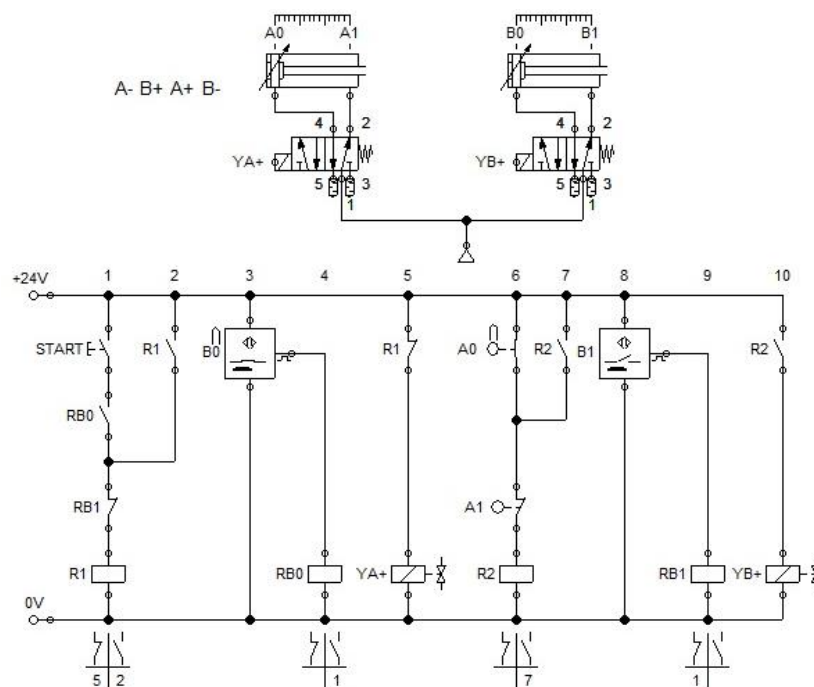 A0 A1 B0 B1
A- B+ A+ B-
4 2 4 2
YA+ YB+
5 3 5 3
1 1
1 2 3 4 5 6 7 8 9 10
+24V
START R1 B0 R1 A0 R2 B1 R2
RB0
RB1 A1
R1 RB0 YA+ R2 RB1 YB+
0V
5 2 1 7 1